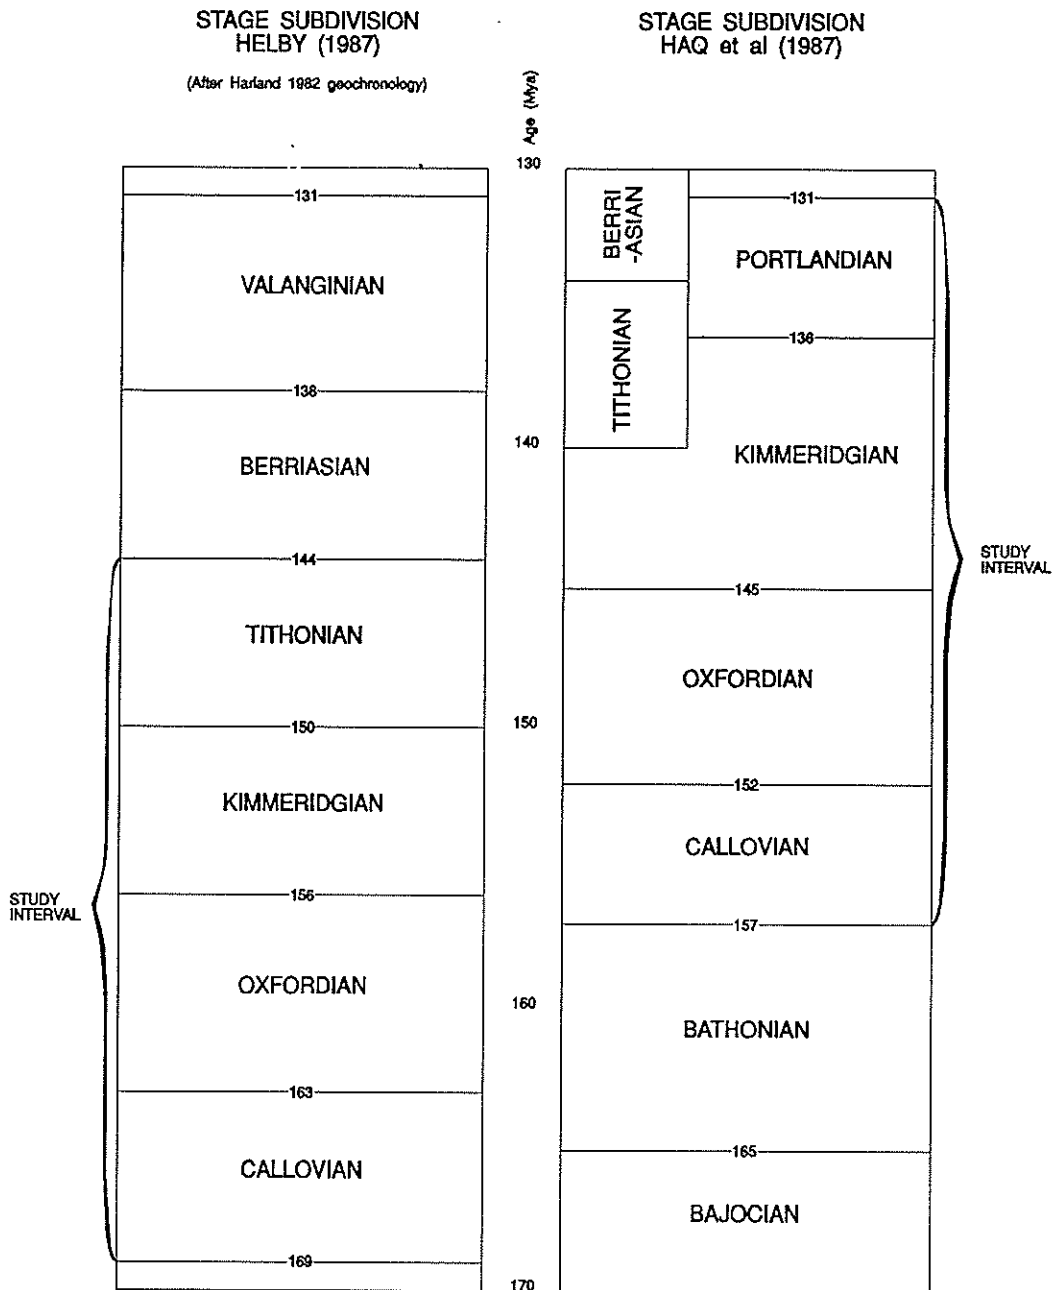 STAGE SUBDIVISION
HELBY (1987)
(After Harland 1982 geochronology)
STAGE SUBDIVISION
HAQ et al (1987)
Age (Mya)
130
131
VALANGINIAN
138
BERRIASIAN
144
TITHONIAN
150
KIMMERIDGIAN
156
OXFORDIAN
163
CALLOVIAN
169
STUDY
INTERVAL
140
150
160
170
BERRI
-ASIAN
TITHONIAN
131
PORTLANDIAN
136
KIMMERIDGIAN
145
OXFORDIAN
152
CALLOVIAN
157
BATHONIAN
165
BAJOCIAN
STUDY
INTERVAL